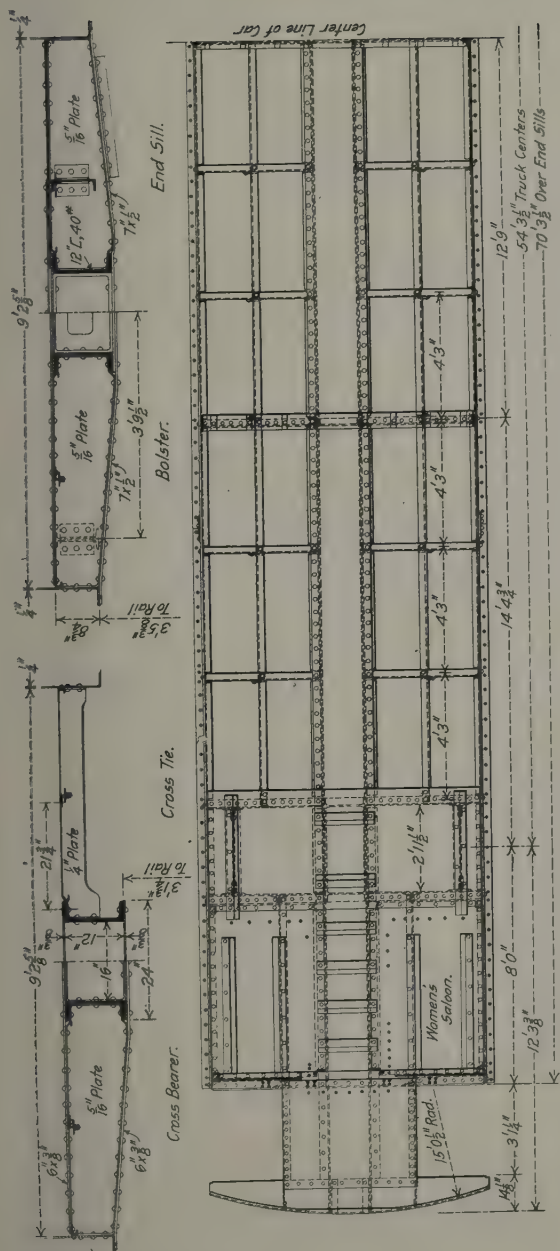 1/4"
9' 2 5/8"
1/4"
5/16" Plate
12"[, 40#
7" x 1/2"
End Sill.
5/16" Plate
7" x 1/2"
3' 9 1/2"
Bolster.
To Rail
1/4"
9' 2 5/8"
1/4" Plate
21 3/4"
Cross Tie.
To Rail
12"
16"
24"
5/16" Plate
6" x 3/8"
6" x 3/8"
Cross Bearer.
Center Line of Car
4' 3"
4' 3"
4' 3"
4' 3"
2' 1 1/2"
Women's
Saloon.
15' 0 1/2" Rad.
12' 9"
14' 4 3/4"
8' 0"
3' 1 1/4"
12' 3 3/8"
54' 3 1/2" Truck Centers
70' 3 1/2" Over End Sills